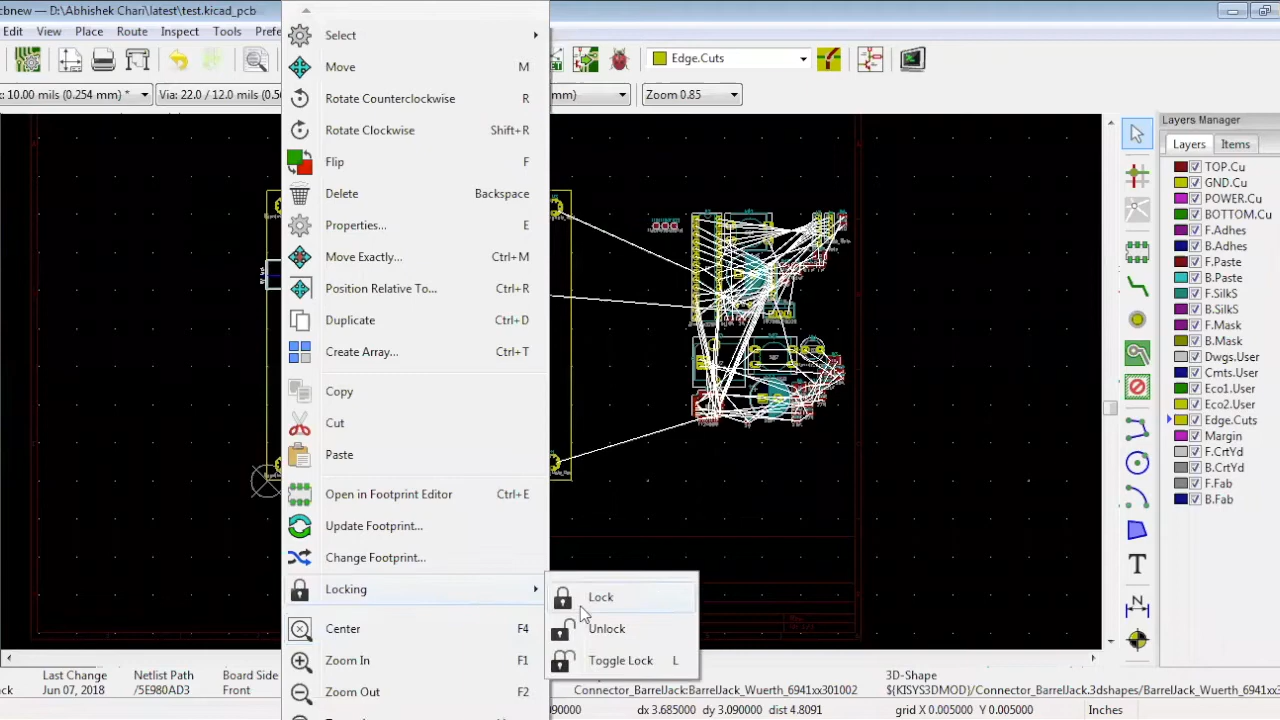 cbnew — D:\Abhishek Chari\latest\test.kicad_pcb
Edit View Place Route Inspect Tools Prefe
Edge.Cuts
x: 10.00 mils (0.254 mm) * Via: 22.0 / 12.0 mils (0.5 mm) Zoom 0.85
Select
Move M
Rotate Counterclockwise R
Rotate Clockwise Shift+R
Flip F
Delete Backspace
Properties... E
Move Exactly... Ctrl+M
Position Relative To... Ctrl+R
Duplicate Ctrl+D
Create Array... Ctrl+T
Copy
Cut
Paste
Open in Footprint Editor Ctrl+E
Update Footprint...
Change Footprint...
Locking
Center F4
Zoom In F1
Zoom Out F2
Lock
Unlock
Toggle Lock L
Layers Manager
Layers Items
TOP.Cu
GND.Cu
POWER.Cu
BOTTOM.Cu
F.Adhes
B.Adhes
F.Paste
B.Paste
F.SilkS
B.SilkS
F.Mask
B.Mask
Dwgs.User
Cmts.User
Eco1.User
Eco2.User
Edge.Cuts
Margin
F.CrtYd
B.CrtYd
F.Fab
B.Fab
Last Change Netlist Path 3D-Shape
ack Jun 07, 2018 /5E980AD3 Front Connector_BarrelJack:BarrelJack_Wuerth_6941xx301002 ${KISYS3DMOD}/Connector_BarrelJack.3dshapes/BarrelJack_Wuerth_6941xx3010
090000 dx 3.685000 dy 3.090000 dist 4.8091 grid X 0.005000 Y 0.005000 Inches